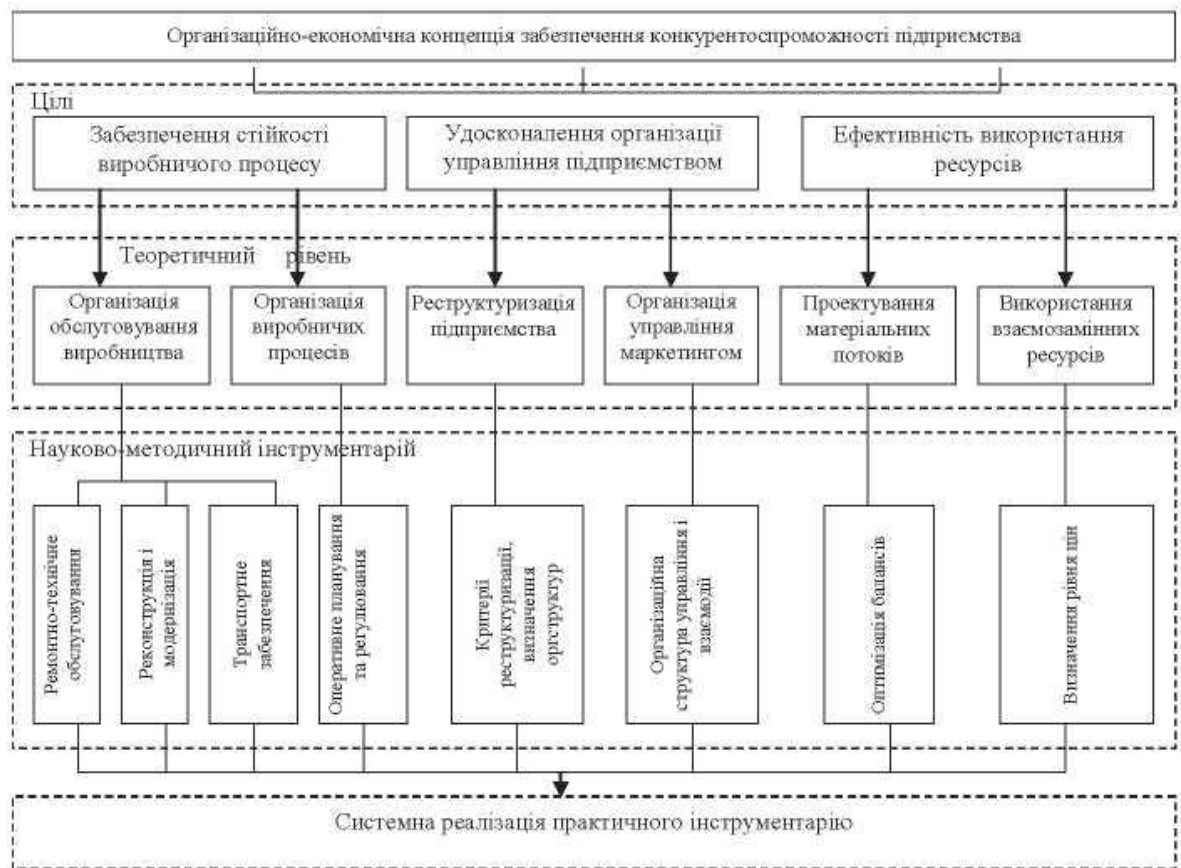 Організаційно-економічна концепція забезпечення конкурентоспроможності підприємства
Цілі
Забезпечення стійкості
виробничого процесу
Удосконалення організації
управління підприємством
Ефективність використання
ресурсів
Теоретичний рівень
Організація
обслуговування
виробництва
Організація
виробничих
процесів
Реструктуризація
підприємства
Організація
управління
маркетингом
Проектування
матеріальних
потоків
Використання
взаємозамінних
ресурсів
Науково-методичний інструментарій
Ремонтно-технічне
обслуговування
Реконструкція і
модернізація
Транспортне
забезпечення
Оперативне планування
та регулювання
Критерії
реструктуризації,
визначення
оргструктур
Організаційна
структура управління і
взаємодії
Оптимізація балансів
Визначення рівня цін
Системна реалізація практичного інструментарію